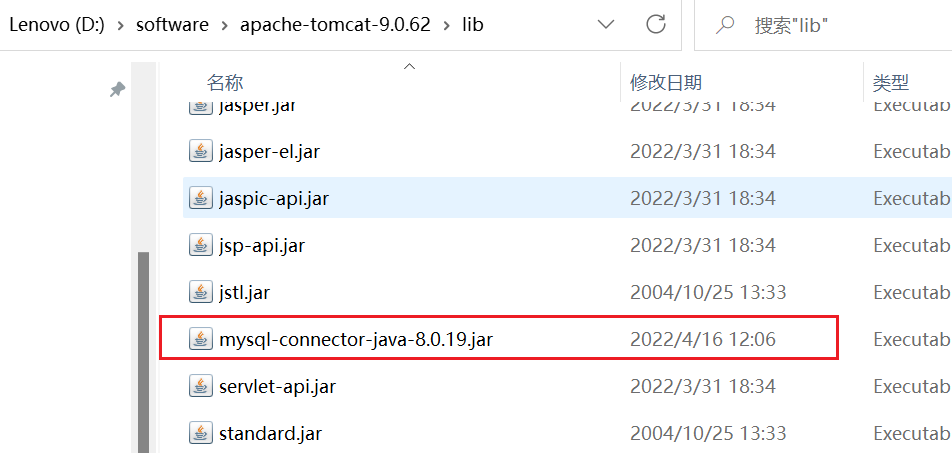 Lenovo (D:) › software › apache-tomcat-9.0.62 › lib 搜索"lib"
名称 修改日期 类型
jasper.jar 2022/3/31 18:34 Executab
jasper-el.jar 2022/3/31 18:34 Executab
jaspic-api.jar 2022/3/31 18:34 Executab
jsp-api.jar 2022/3/31 18:34 Executab
jstl.jar 2004/10/25 13:33 Executab
mysql-connector-java-8.0.19.jar 2022/4/16 12:06 Executab
servlet-api.jar 2022/3/31 18:34 Executab
standard.jar 2004/10/25 13:33 Executab